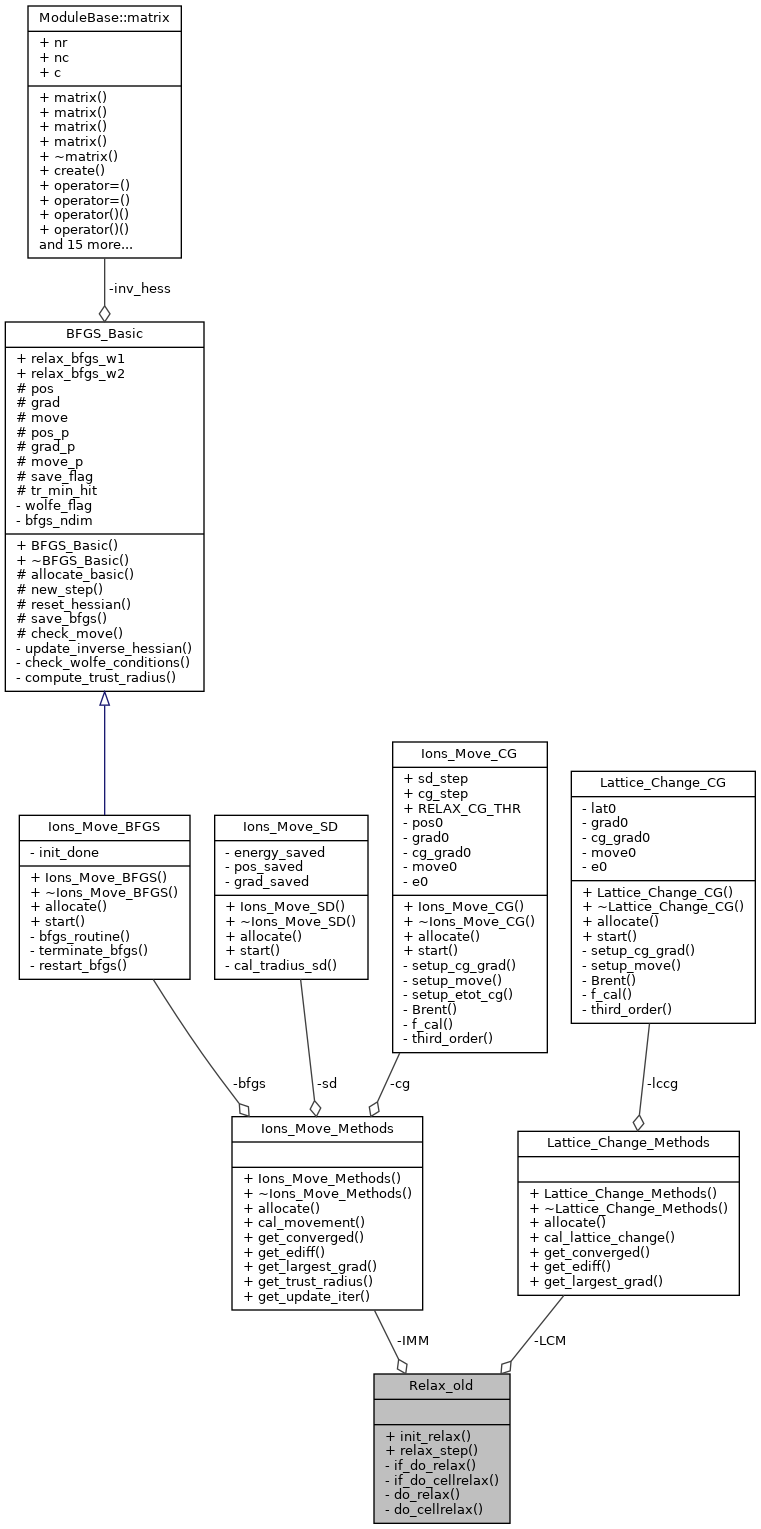 ModuleBase::matrix
+ nr
+ nc
+ c
+ matrix()
+ matrix()
+ matrix()
+ matrix()
+ ~matrix()
+ create()
+ operator=()
+ operator=()
+ operator()()
+ operator()()
and 15 more...
-inv_hess
BFGS_Basic
+ relax_bfgs_w1
+ relax_bfgs_w2
# pos
# grad
# move
# pos_p
# grad_p
# move_p
# save_flag
# tr_min_hit
- wolfe_flag
- bfgs_ndim
+ BFGS_Basic()
+ ~BFGS_Basic()
# allocate_basic()
# new_step()
# reset_hessian()
# save_bfgs()
# check_move()
- update_inverse_hessian()
- check_wolfe_conditions()
- compute_trust_radius()
Ions_Move_BFGS
- init_done
+ Ions_Move_BFGS()
+ ~Ions_Move_BFGS()
+ allocate()
+ start()
- bfgs_routine()
- terminate_bfgs()
- restart_bfgs()
Ions_Move_SD
- energy_saved
- pos_saved
- grad_saved
+ Ions_Move_SD()
+ ~Ions_Move_SD()
+ allocate()
+ start()
- cal_tradius_sd()
Ions_Move_CG
+ sd_step
+ cg_step
+ RELAX_CG_THR
- pos0
- grad0
- cg_grad0
- move0
- e0
+ Ions_Move_CG()
+ ~Ions_Move_CG()
+ allocate()
+ start()
- setup_cg_grad()
- setup_move()
- setup_etot_cg()
- Brent()
- f_cal()
- third_order()
Lattice_Change_CG
- lat0
- grad0
- cg_grad0
- move0
- e0
+ Lattice_Change_CG()
+ ~Lattice_Change_CG()
+ allocate()
+ start()
- setup_cg_grad()
- setup_move()
- Brent()
- f_cal()
- third_order()
-bfgs
-sd
-cg
-lccg
Ions_Move_Methods
+ Ions_Move_Methods()
+ ~Ions_Move_Methods()
+ allocate()
+ cal_movement()
+ get_converged()
+ get_ediff()
+ get_largest_grad()
+ get_trust_radius()
+ get_update_iter()
Lattice_Change_Methods
+ Lattice_Change_Methods()
+ ~Lattice_Change_Methods()
+ allocate()
+ cal_lattice_change()
+ get_converged()
+ get_ediff()
+ get_largest_grad()
-IMM
-LCM
Relax_old
+ init_relax()
+ relax_step()
- if_do_relax()
- if_do_cellrelax()
- do_relax()
- do_cellrelax()